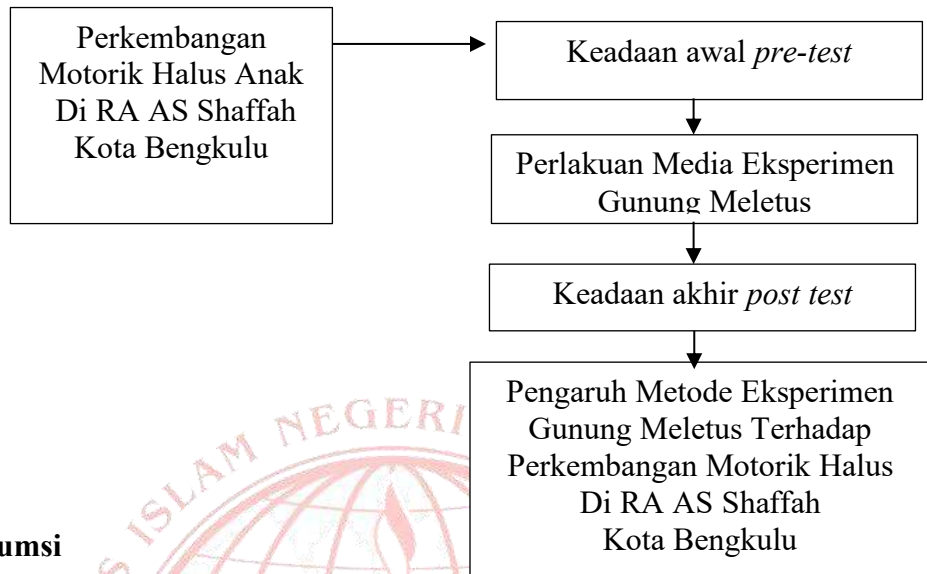 Perkembangan
Motorik Halus Anak
Di RA AS Shaffah
Kota Bengkulu
Keadaan awal pre-test
Perlakuan Media Eksperimen
Gunung Meletus
Keadaan akhir post test
Pengaruh Metode Eksperimen
Gunung Meletus Terhadap
Perkembangan Motorik Halus
Di RA AS Shaffah
Kota Bengkulu
ISLAM NEGERI
umsi